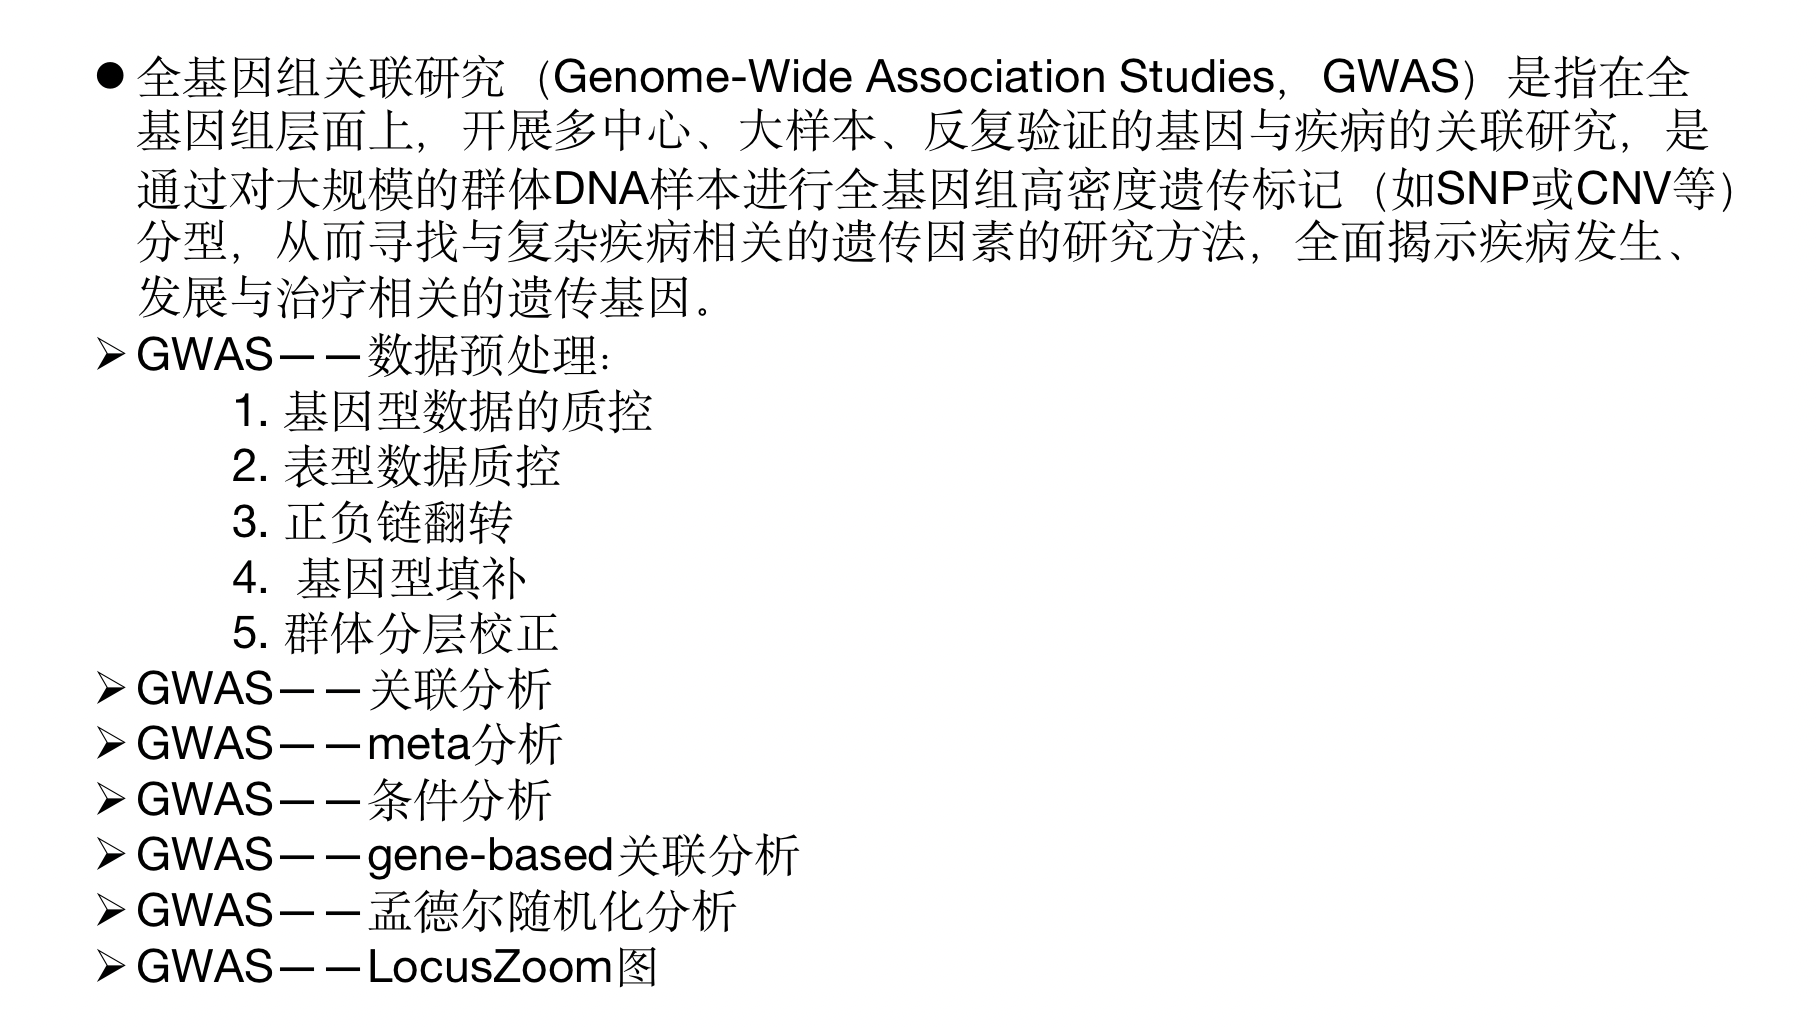 ● 全基因组关联研究（Genome-Wide Association Studies，GWAS）是指在全
基因组层面上，开展多中心、大样本、反复验证的基因与疾病的关联研究，是
通过对大规模的群体DNA样本进行全基因组高密度遗传标记（如SNP或CNV等）
分型，从而寻找与复杂疾病相关的遗传因素的研究方法，全面揭示疾病发生、
发展与治疗相关的遗传基因。
➢ GWAS——数据预处理：
1. 基因型数据的质控
2. 表型数据质控
3. 正负链翻转
4. 基因型填补
5. 群体分层校正
➢ GWAS——关联分析
➢ GWAS——meta分析
➢ GWAS——条件分析
➢ GWAS——gene-based关联分析
➢ GWAS——孟德尔随机化分析
➢ GWAS——LocusZoom图